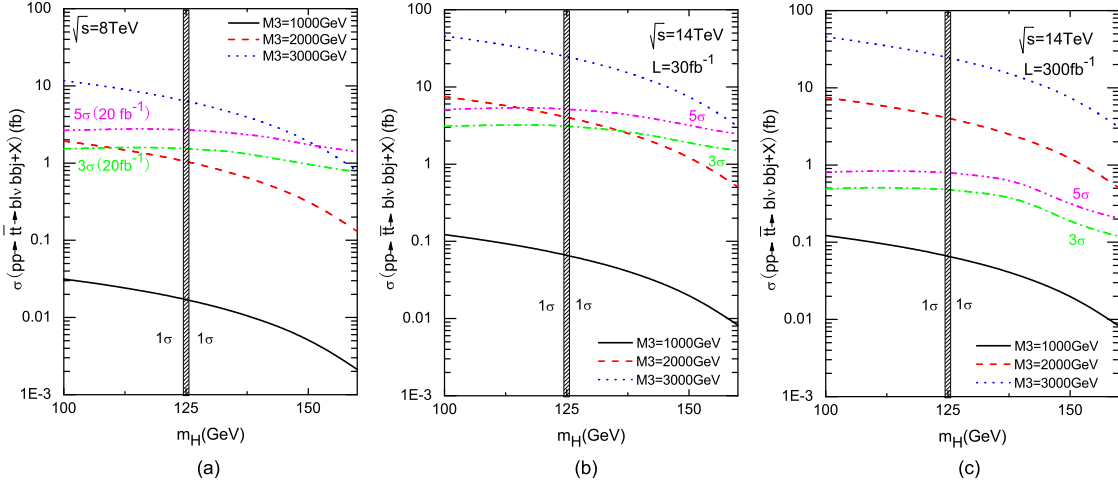 σ (pp→ t̅t→ blν bbj+X) (fb)
100
10
1
0.1
0.01
1E-3
√s=8TeV
M3=1000GeV
M3=2000GeV
M3=3000GeV
5σ(20 fb⁻¹)
3σ(20fb⁻¹)
1σ 1σ
100 125 150
m_H(GeV)
(a)
σ (pp→ t̅t→ blν bbj+X) (fb)
100
10
1
0.1
0.01
1E-3
√s=14TeV
L=30fb⁻¹
5σ
3σ
1σ 1σ
M3=1000GeV
M3=2000GeV
M3=3000GeV
100 125 150
m_H(GeV)
(b)
σ (pp→ t̅t→ blν bbj+X) (fb)
100
10
1
0.1
0.01
1E-3
√s=14TeV
L=300fb⁻¹
5σ
3σ
1σ 1σ
M3=1000GeV
M3=2000GeV
M3=3000GeV
100 125 150
m_H(GeV)
(c)